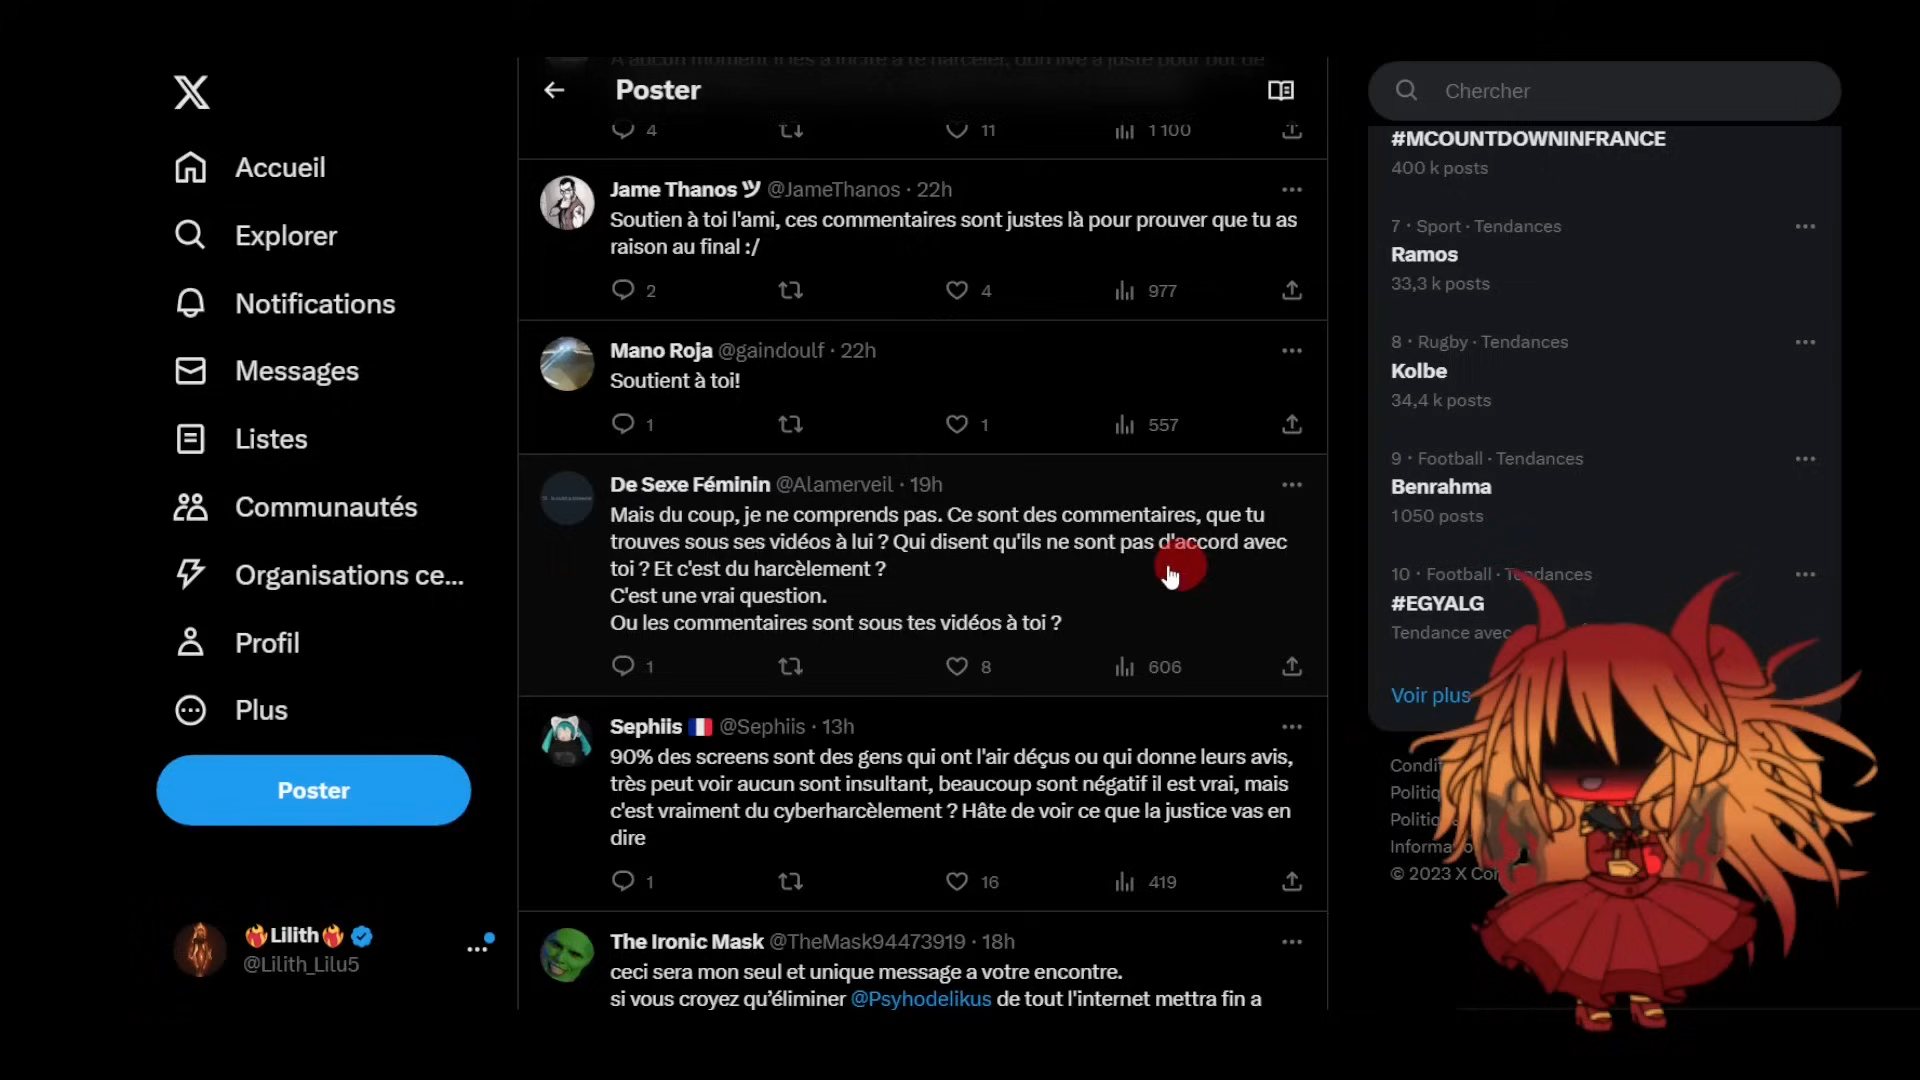 Accueil
Explorer
Notifications
Messages
Listes
Communautés
Organisations ce...
Profil
Plus
Poster
🔥Lilith🔥
@Lilith_Lilu5
Poster
4 11 1 100
Jame Thanos ツ @JameThanos · 22h
Soutien à toi l'ami, ces commentaires sont justes là pour prouver que tu as
raison au final :/
2 4 977
Mano Roja @gaindoulf · 22h
Soutient à toi!
1 1 557
De Sexe Féminin @Alamerveil · 19h
Mais du coup, je ne comprends pas. Ce sont des commentaires, que tu
trouves sous ses vidéos à lui ? Qui disent qu'ils ne sont pas d'accord avec
toi ? Et c'est du harcèlement ?
C'est une vrai question.
Ou les commentaires sont sous tes vidéos à toi ?
1 8 606
Sephiis 🇫🇷 @Sephiis · 13h
90% des screens sont des gens qui ont l'air déçus ou qui donne leurs avis,
très peut voir aucun sont insultant, beaucoup sont négatif il est vrai, mais
c'est vraiment du cyberharcèlement ? Hâte de voir ce que la justice vas en
dire
1 16 419
The Ironic Mask @TheMask94473919 · 18h
ceci sera mon seul et unique message a votre encontre.
si vous croyez qu'éliminer @Psyhodelikus de tout l'internet mettra fin a
Chercher
#MCOUNTDOWNINFRANCE
400 k posts
7 · Sport · Tendances
Ramos
33,3 k posts
8 · Rugby · Tendances
Kolbe
34,4 k posts
9 · Football · Tendances
Benrahma
1 050 posts
10 · Football · Tendances
#EGYALG
Tendance avec
Voir plus
Condi
Politiq
Politiq
Informa
© 2023 X Cor